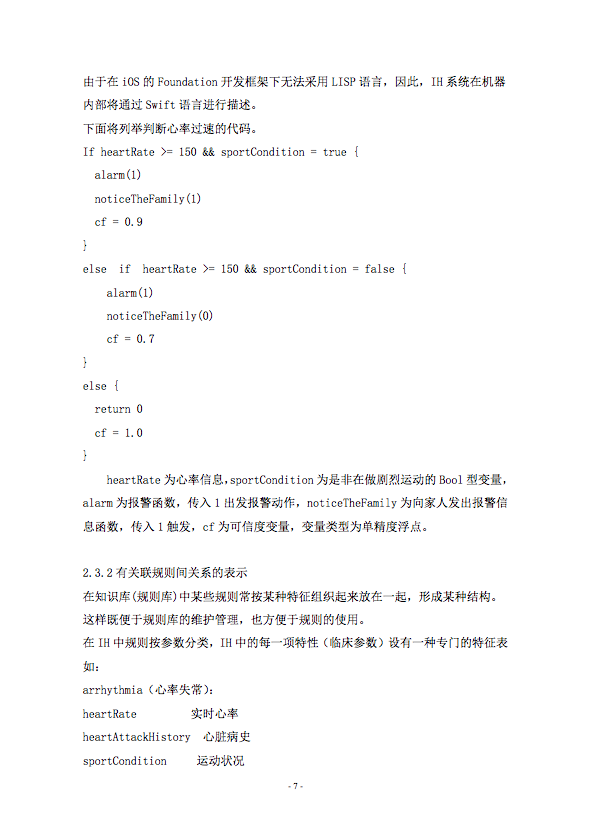 由于在 iOS 的 Foundation 开发框架下无法采用 LISP 语言，因此，IH 系统在机器
内部将通过 Swift 语言进行描述。
下面将列举判断心率过速的代码。
If heartRate >= 150 && sportCondition = true {
alarm(1)
noticeTheFamily(1)
cf = 0.9
}
else if heartRate >= 150 && sportCondition = false {
alarm(1)
noticeTheFamily(0)
cf = 0.7
}
else {
return 0
cf = 1.0
}
heartRate 为心率信息,sportCondition 为是非在做剧烈运动的 Bool 型变量，
alarm 为报警函数，传入 1 出发报警动作，noticeTheFamily 为向家人发出报警信
息函数，传入 1 触发，cf 为可信度变量，变量类型为单精度浮点。
2.3.2 有关联规则间关系的表示
在知识库(规则库)中某些规则常按某种特征组织起来放在一起，形成某种结构。
这样既便于规则库的维护管理，也方便于规则的使用。
在 IH 中规则按参数分类，IH 中的每一项特性（临床参数）设有一种专门的特征表
如：
arrhythmia（心率失常）：
heartRate 实时心率
heartAttackHistory 心脏病史
sportCondition 运动状况
- 7 -